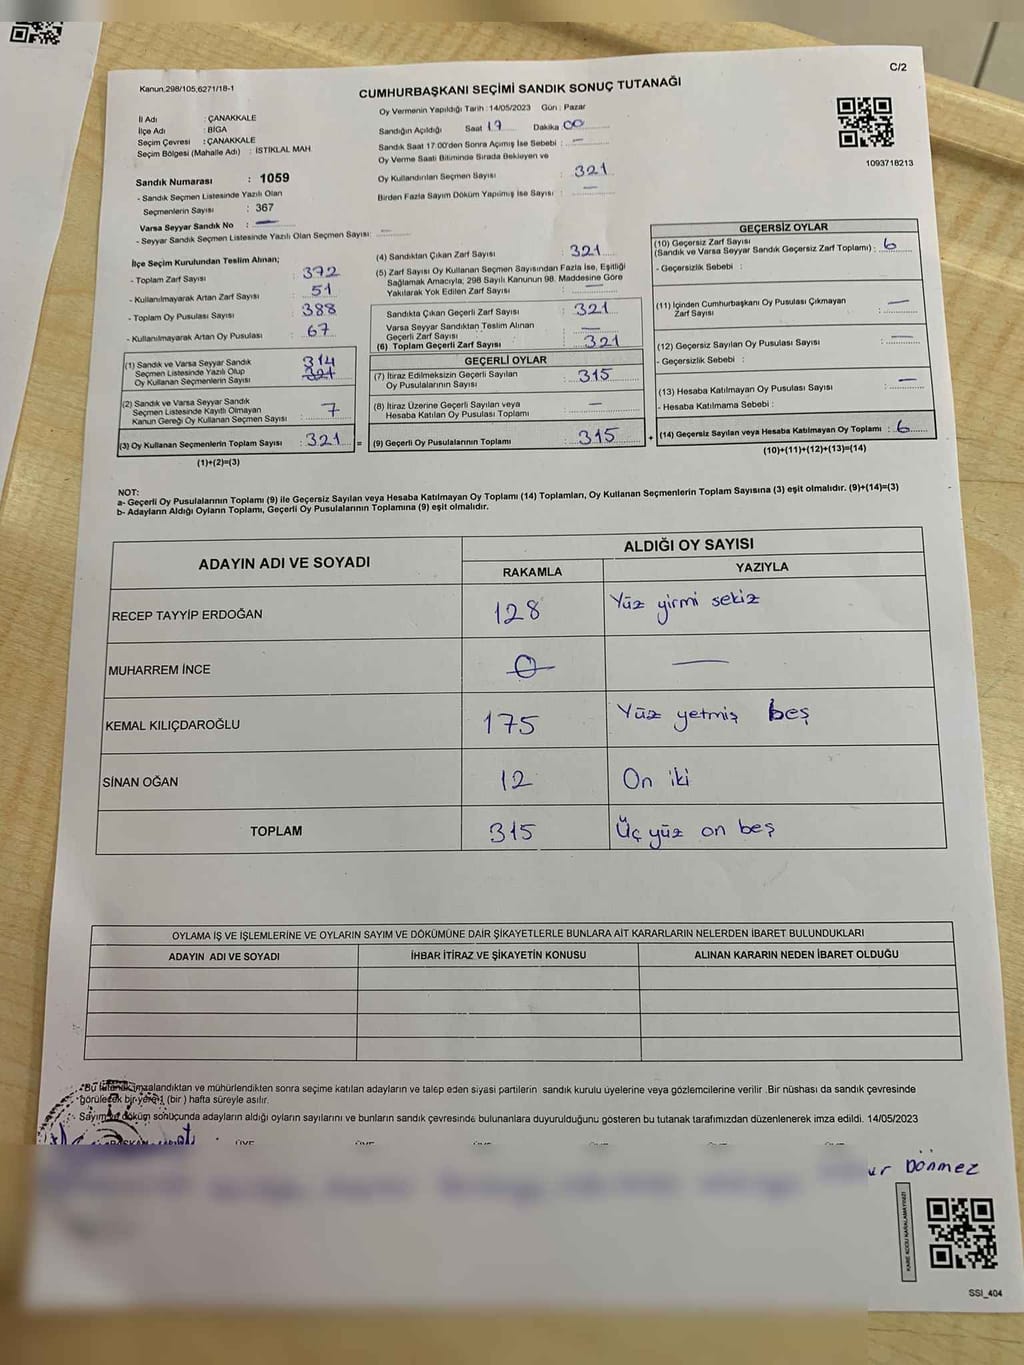 C/2
Kanun.298/105,6271/18-1
CUMHURBAŞKANI SEÇİMİ SANDIK SONUÇ TUTANAĞI
İl Adı : ÇANAKKALE
İlçe Adı : BİGA
Seçim Çevresi : ÇANAKKALE
Seçim Bölgesi (Mahalle Adı) : İSTİKLAL MAH.
Oy Vermenin Yapıldığı Tarih :14/05/2023 Gün : Pazar
Sandığın Açıldığı Saat 17 Dakika 00
Sandık Saat 17:00'den Sonra Açımış İse Sebebi : —
Oy Verme Saati Bitiminde Sırada Bekleyen ve
Oy Kullandırılan Seçmen Sayısı : 321
Birden Fazla Sayım Döküm Yapılmış İse Sayısı : —
1093718213
Sandık Numarası : 1059
- Sandık Seçmen Listesinde Yazılı Olan
Seçmenlerin Sayısı : 367
Varsa Seyyar Sandık No : —
- Seyyar Sandık Seçmen Listesinde Yazılı Olan Seçmen Sayısı: —
İlçe Seçim Kurulundan Teslim Alınan;
- Toplam Zarf Sayısı : 372
- Kullanılmayarak Artan Zarf Sayısı : 51
- Toplam Oy Pusulası Sayısı : 388
- Kullanılmayarak Artan Oy Pusulası : 67
(1) Sandık ve Varsa Seyyar Sandık
Seçmen Listesinde Yazılı Olup
Oy Kullanan Seçmenlerin Sayısı : 314 321
(2) Sandık ve Varsa Seyyar Sandık
Seçmen Listesinde Kayıtlı Olmayan
Kanun Gereği Oy Kullanan Seçmen Sayısı : 7
(3) Oy Kullanan Seçmenlerin Toplam Sayısı : 321 =
(1)+(2)=(3)
(4) Sandıktan Çıkan Zarf Sayısı : 321
(5) Zarf Sayısı Oy Kullanan Seçmen Sayısından Fazla İse, Eşitliği
Sağlamak Amacıyla; 298 Sayılı Kanunun 98. Maddesine Göre
Yakılarak Yok Edilen Zarf Sayısı : —
Sandıkta Çıkan Geçerli Zarf Sayısı : 321
Varsa Seyyar Sandıktan Teslim Alınan
Geçerli Zarf Sayısı : —
(6) Toplam Geçerli Zarf Sayısı : 321
GEÇERLİ OYLAR
(7) İtiraz Edilmeksizin Geçerli Sayılan
Oy Pusulalarının Sayısı : 315
(8) İtiraz Üzerine Geçerli Sayılan veya
Hesaba Katılan Oy Pusulası Toplamı : —
(9) Geçerli Oy Pusulalarının Toplamı : 315 +
GEÇERSİZ OYLAR
(10) Geçersiz Zarf Sayısı
(Sandık ve Varsa Seyyar Sandık Geçersiz Zarf Toplamı) : 6
- Geçersizlik Sebebi :
(11) İçinden Cumhurbaşkanı Oy Pusulası Çıkmayan
Zarf Sayısı : —
(12) Geçersiz Sayılan Oy Pusulası Sayısı : —
- Geçersizlik Sebebi :
(13) Hesaba Katılmayan Oy Pusulası Sayısı : —
- Hesaba Katılmama Sebebi :
(14) Geçersiz Sayılan veya Hesaba Katılmayan Oy Toplamı : 6
(10)+(11)+(12)+(13)=(14)
NOT:
a- Geçerli Oy Pusulalarının Toplamı (9) ile Geçersiz Sayılan veya Hesaba Katılmayan Oy Toplamı (14) Toplamları, Oy Kullanan Seçmenlerin Toplam Sayısına (3) eşit olmalıdır. (9)+(14)=(3)
b- Adayların Aldığı Oyların Toplamı, Geçerli Oy Pusulalarının Toplamına (9) eşit olmalıdır.
ADAYIN ADI VE SOYADI
ALDIĞI OY SAYISI
RAKAMLA YAZIYLA
RECEP TAYYİP ERDOĞAN 128 Yüz yirmi sekiz
MUHARREM İNCE 0 —
KEMAL KILIÇDAROĞLU 175 Yüz yetmiş beş
SİNAN OĞAN 12 On iki
TOPLAM 315 Üç yüz on beş
OYLAMA İŞ VE İŞLEMLERİNE VE OYLARIN SAYIM VE DÖKÜMÜNE DAİR ŞİKAYETLERLE BUNLARA AİT KARARLARIN NELERDEN İBARET BULUNDUKLARI
ADAYIN ADI VE SOYADI İHBAR İTİRAZ VE ŞİKAYETİN KONUSU ALINAN KARARIN NEDEN İBARET OLDUĞU
Bu tutanak imzalandıktan ve mühürlendikten sonra seçime katılan adayların ve talep eden siyasi partilerin sandık kurulu üyelerine veya gözlemcilerine verilir .Bir nüshası da sandık çevresinde
görülecek bir yere 1 (bir ) hafta süreyle asılır.
Sayım ve döküm sonucunda adayların aldığı oyların sayılarını ve bunların sandık çevresinde bulunanlara duyurulduğunu gösteren bu tutanak tarafımızdan düzenlenerek imza edildi. 14/05/2023
BAŞKAN ÜYE ÜYE
ur Dönmez
KARE KODU KARALAMAYINIZ!
SSI_404